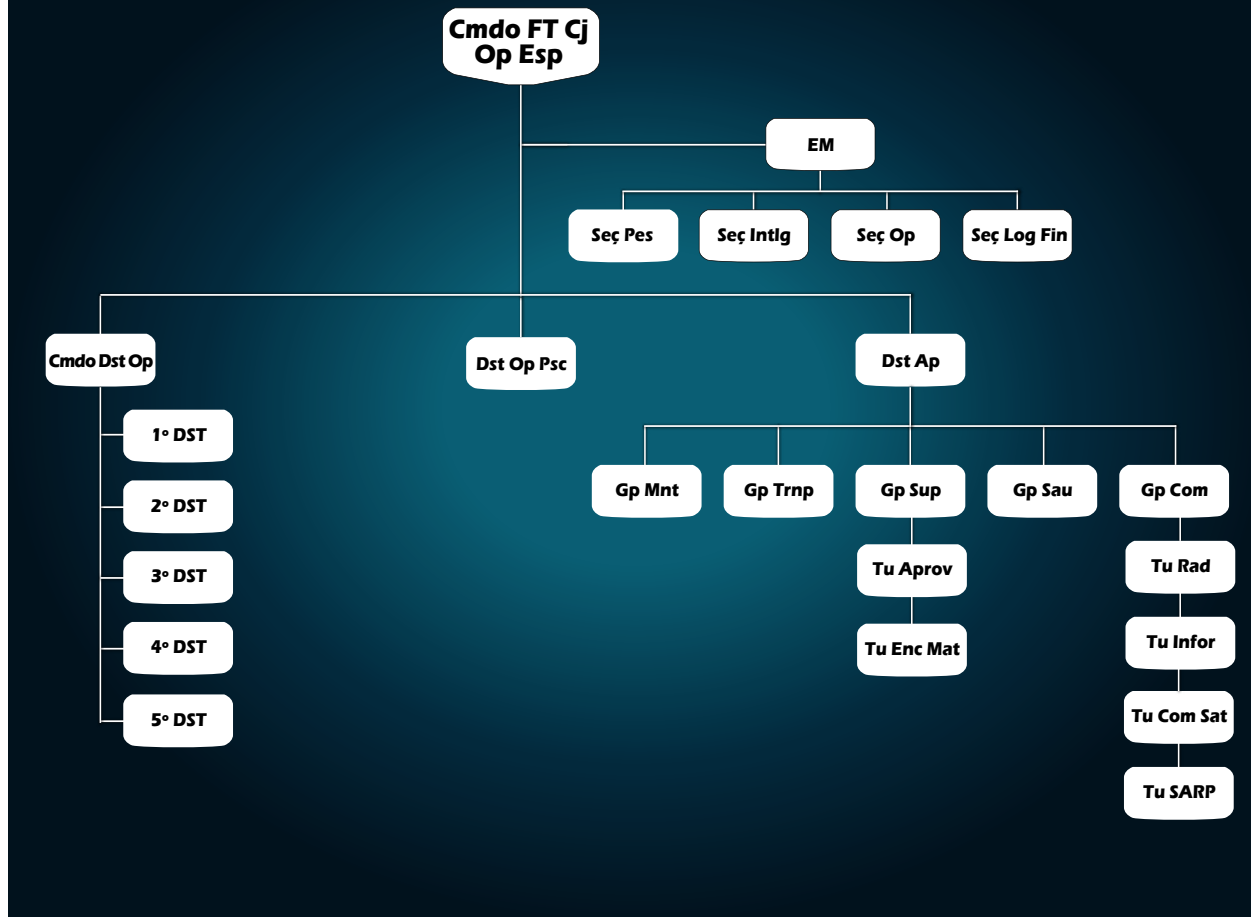 Cmdo FT Cj
Op Esp
EM
Seç Pes
Seç Intlg
Seç Op
Seç Log Fin
Cmdo Dst Op
Dst Op Psc
Dst Ap
1º DST
2º DST
3º DST
4º DST
5º DST
Gp Mnt
Gp Trnp
Gp Sup
Gp Sau
Gp Com
Tu Aprov
Tu Enc Mat
Tu Rad
Tu Infor
Tu Com Sat
Tu SARP